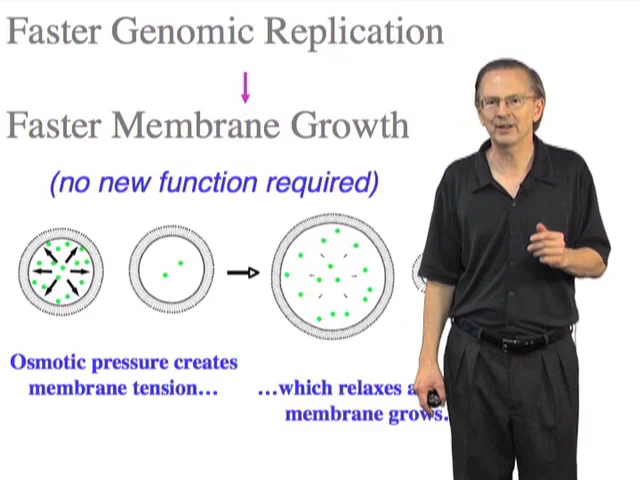 Faster Genomic Replication
Faster Membrane Growth
(no new function required)
Osmotic pressure creates
membrane tension…
…which relaxes a
membrane grows.